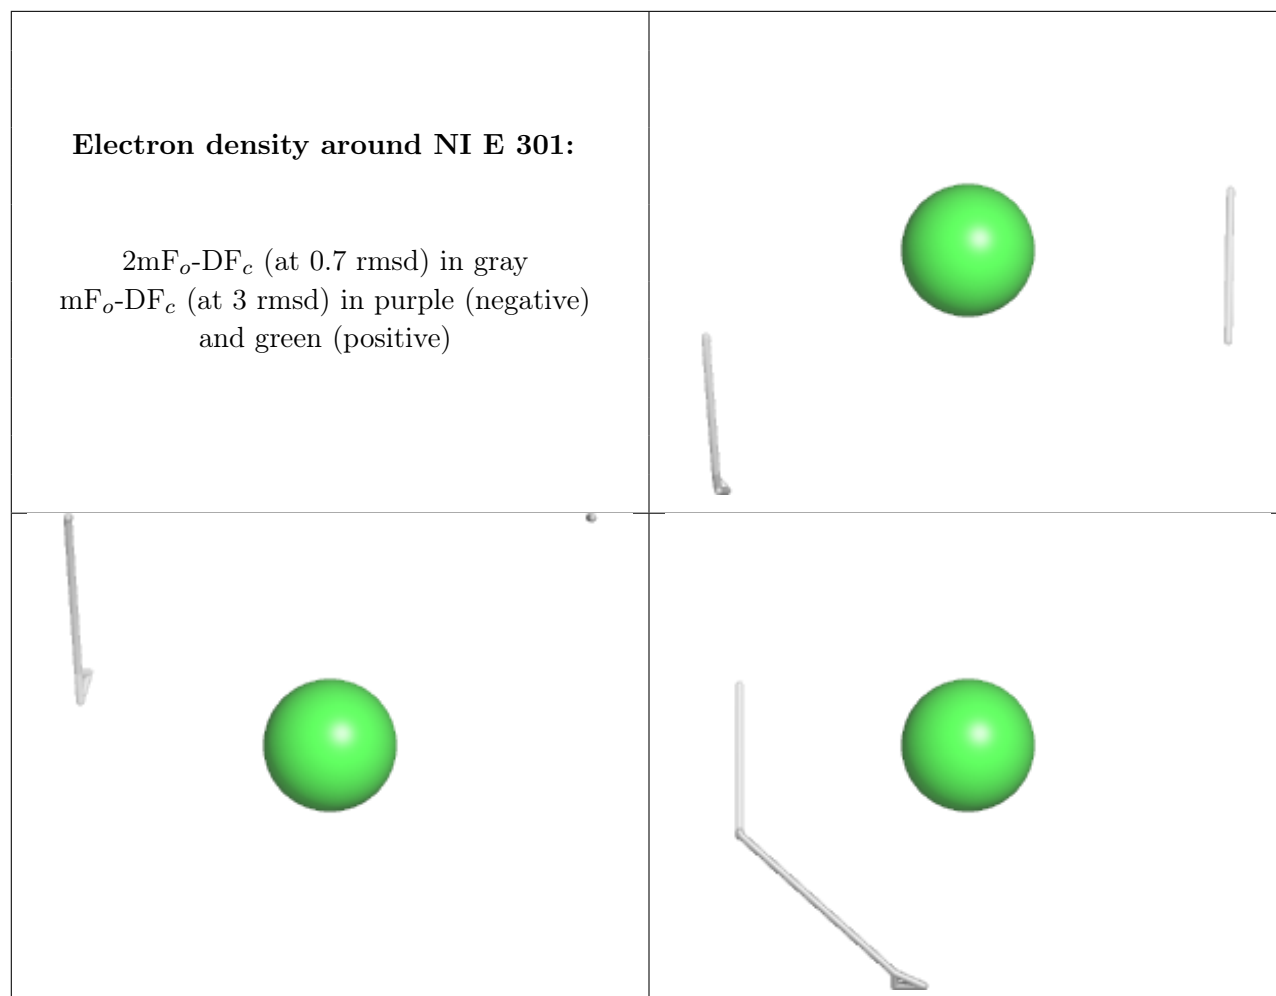 Electron density around NI E 301:
2mFo-DFc (at 0.7 rmsd) in gray
mFo-DFc (at 3 rmsd) in purple (negative)
and green (positive)